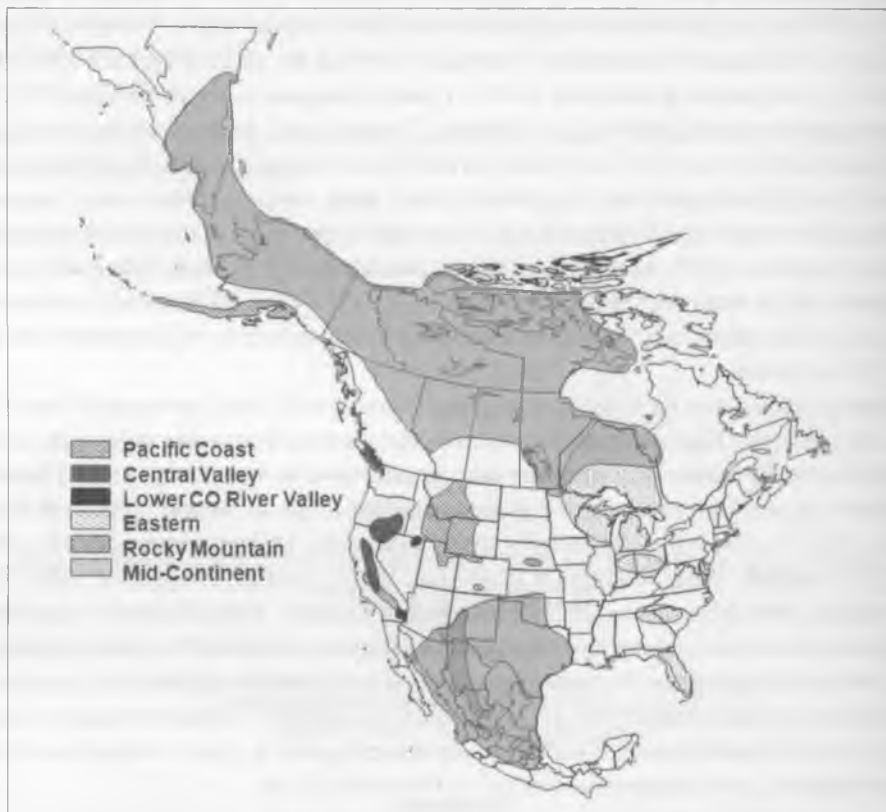 Pacific Coast
Central Valley
Lower CO River Valley
Eastern
Rocky Mountain
Mid-Continent